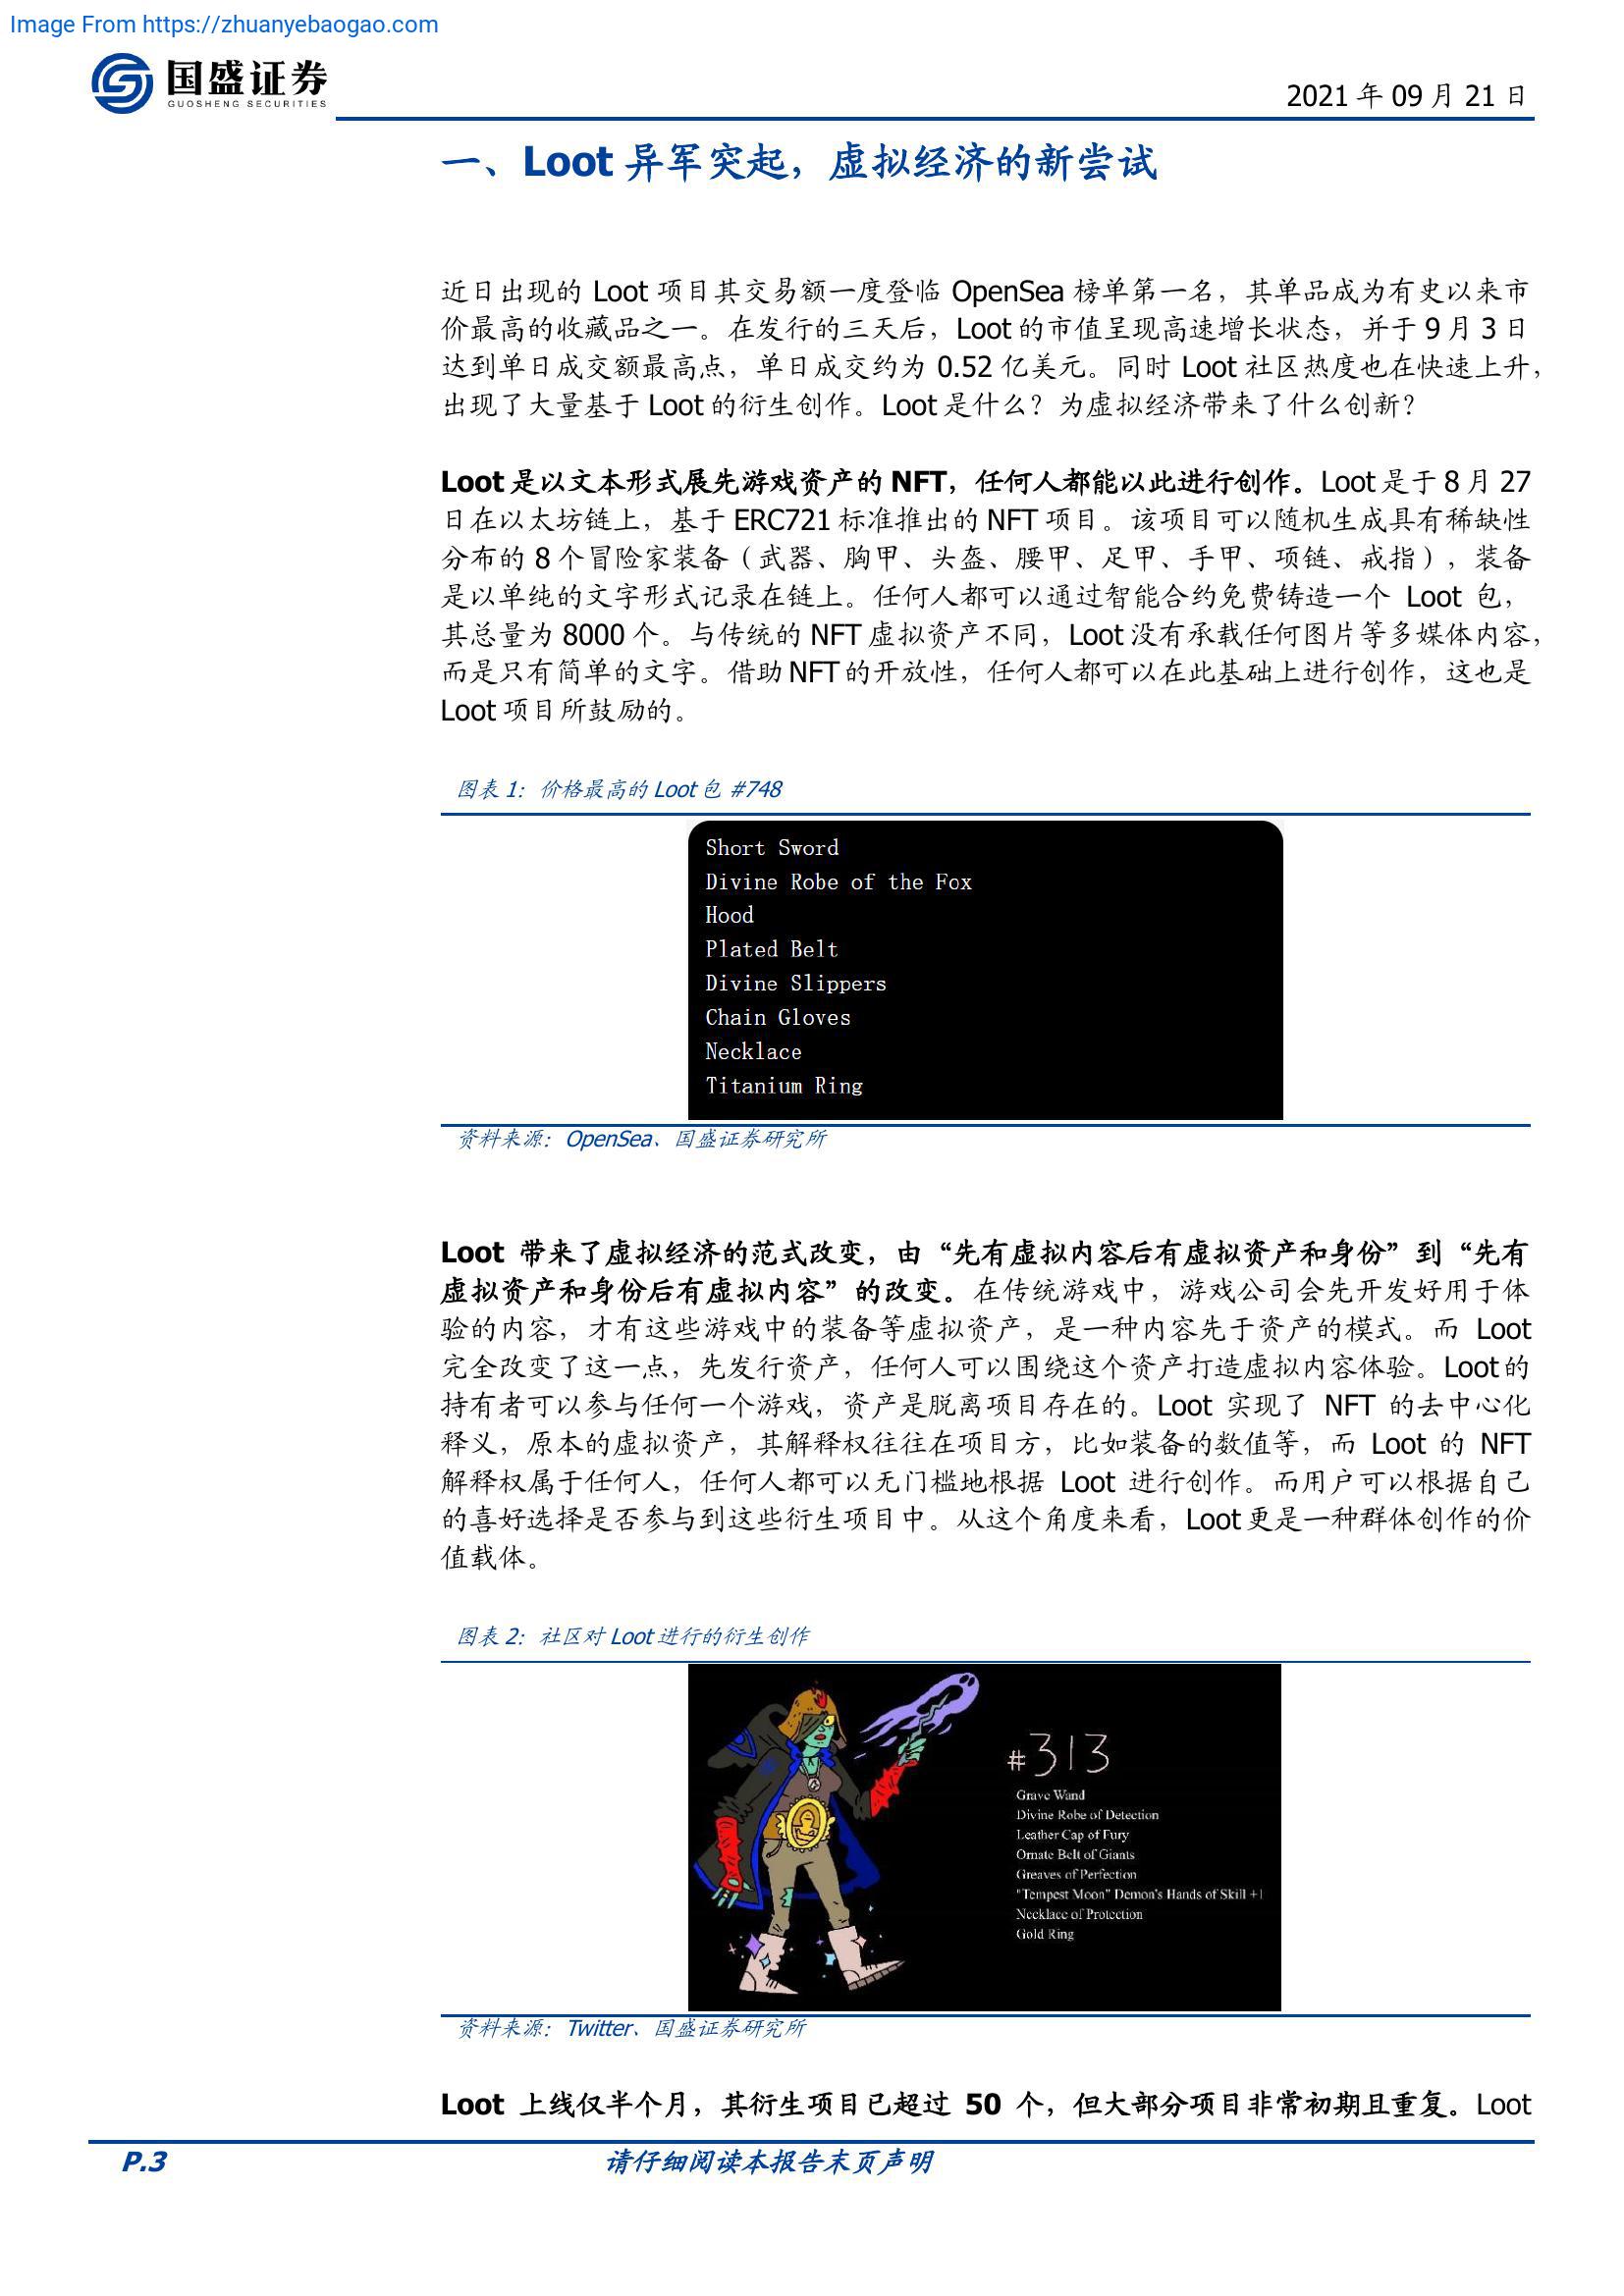 Image From https://zhuanyebaogao.com
国盛证券
GUOSHENG SECURITIES
2021 年 09 月 21 日
一、Loot 异军突起，虚拟经济的新尝试
近日出现的 Loot 项目其交易额一度登临 OpenSea 榜单第一名，其单品成为有史以来市
价最高的收藏品之一。在发行的三天后，Loot 的市值呈现高速增长状态，并于 9 月 3 日
达到单日成交额最高点，单日成交约为 0.52 亿美元。同时 Loot 社区热度也在快速上升，
出现了大量基于 Loot 的衍生创作。Loot 是什么？为虚拟经济带来了什么创新？
Loot 是以文本形式展先游戏资产的 NFT，任何人都能以此进行创作。Loot 是于 8 月 27
日在以太坊链上，基于 ERC721 标准推出的 NFT 项目。该项目可以随机生成具有稀缺性
分布的 8 个冒险家装备（武器、胸甲、头盔、腰甲、足甲、手甲、项链、戒指），装备
是以单纯的文字形式记录在链上。任何人都可以通过智能合约免费铸造一个 Loot 包，
其总量为 8000 个。与传统的 NFT 虚拟资产不同，Loot 没有承载任何图片等多媒体内容，
而是只有简单的文字。借助 NFT 的开放性，任何人都可以在此基础上进行创作，这也是
Loot 项目所鼓励的。
图表 1：价格最高的 Loot 包 #748
Short Sword
Divine Robe of the Fox
Hood
Plated Belt
Divine Slippers
Chain Gloves
Necklace
Titanium Ring
资料来源：OpenSea、国盛证券研究所
Loot 带来了虚拟经济的范式改变，由“先有虚拟内容后有虚拟资产和身份”到“先有
虚拟资产和身份后有虚拟内容”的改变。在传统游戏中，游戏公司会先开发好用于体
验的内容，才有这些游戏中的装备等虚拟资产，是一种内容先于资产的模式。而 Loot
完全改变了这一点，先发行资产，任何人可以围绕这个资产打造虚拟内容体验。Loot 的
持有者可以参与任何一个游戏，资产是脱离项目存在的。Loot 实现了 NFT 的去中心化
释义，原本的虚拟资产，其解释权往往在项目方，比如装备的数值等，而 Loot 的 NFT
解释权属于任何人，任何人都可以无门槛地根据 Loot 进行创作。而用户可以根据自己
的喜好选择是否参与到这些衍生项目中。从这个角度来看，Loot 更是一种群体创作的价
值载体。
图表 2：社区对 Loot 进行的衍生创作
#313
Grave Wand
Divine Robe of Detection
Leather Cap of Fury
Ornate Belt of Giants
Greaves of Perfection
"Tempest Moon" Demon's Hands of Skill +1
Necklace of Protection
Gold Ring
资料来源：Twitter、国盛证券研究所
Loot 上线仅半个月，其衍生项目已超过 50 个，但大部分项目非常初期且重复。Loot
P.3
请仔细阅读本报告末页声明